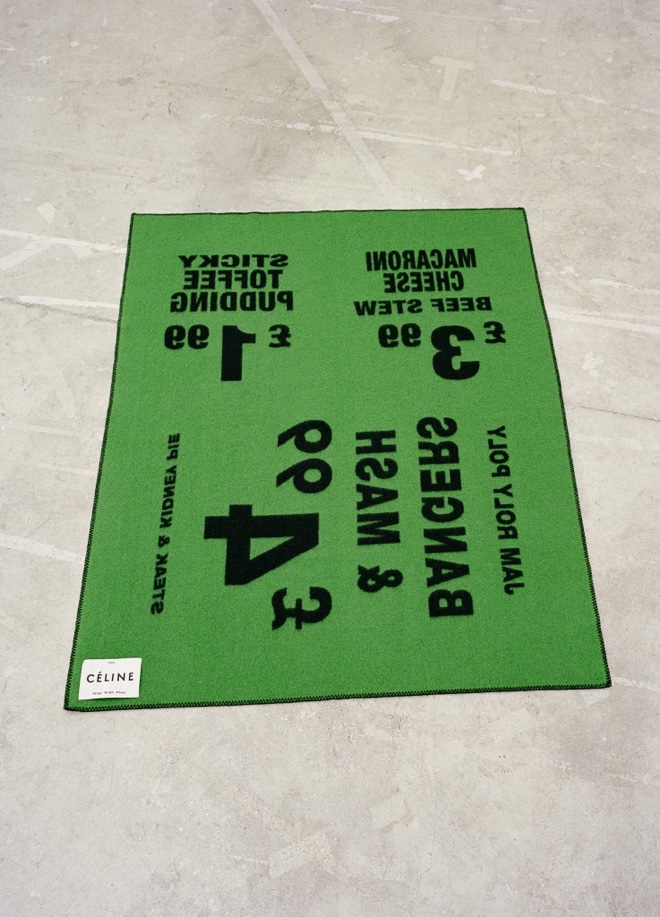 STICKY
TOFFEE
PUDDING
£1.99
MACARONI
CHEESE
BEEF STEW
£3.99
STEAK & KIDNEY PIE
£4.99
BANGERS
& MASH
JAM ROLY POLY
CÉLINE